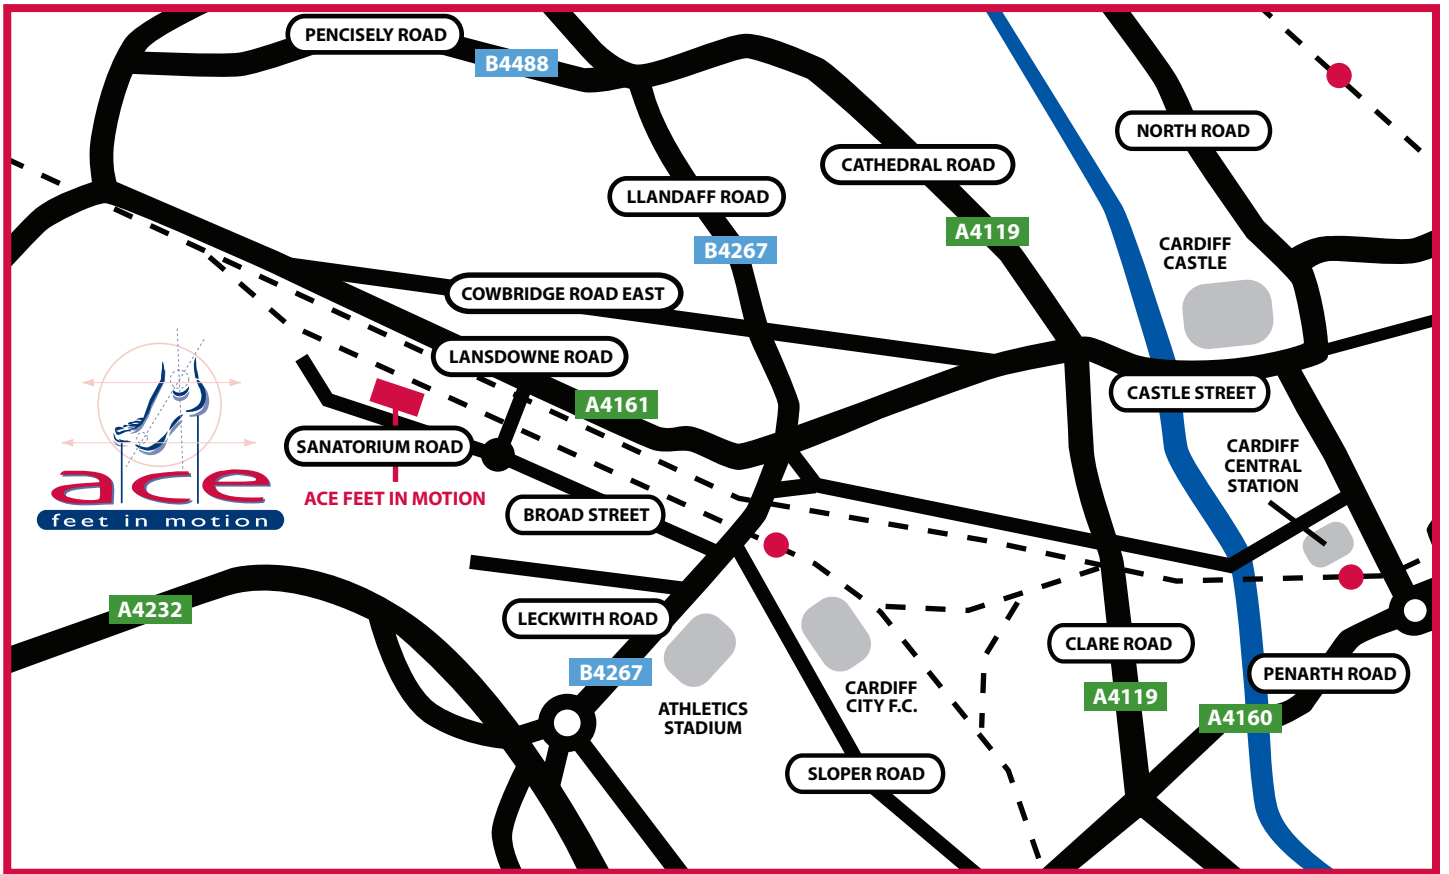 PENCISELY ROAD
B4488
NORTH ROAD
CATHEDRAL ROAD
LLANDAFF ROAD
A4119
B4267
CARDIFF
CASTLE
COWBRIDGE ROAD EAST
LANSDOWNE ROAD
CASTLE STREET
A4161
SANATORIUM ROAD
CARDIFF
CENTRAL
STATION
ace
feet in motion
ACE FEET IN MOTION
BROAD STREET
A4232
LECKWITH ROAD
CLARE ROAD
B4267
PENARTH ROAD
CARDIFF
CITY F.C.
A4119
ATHLETICS
STADIUM
A4160
SLOPER ROAD